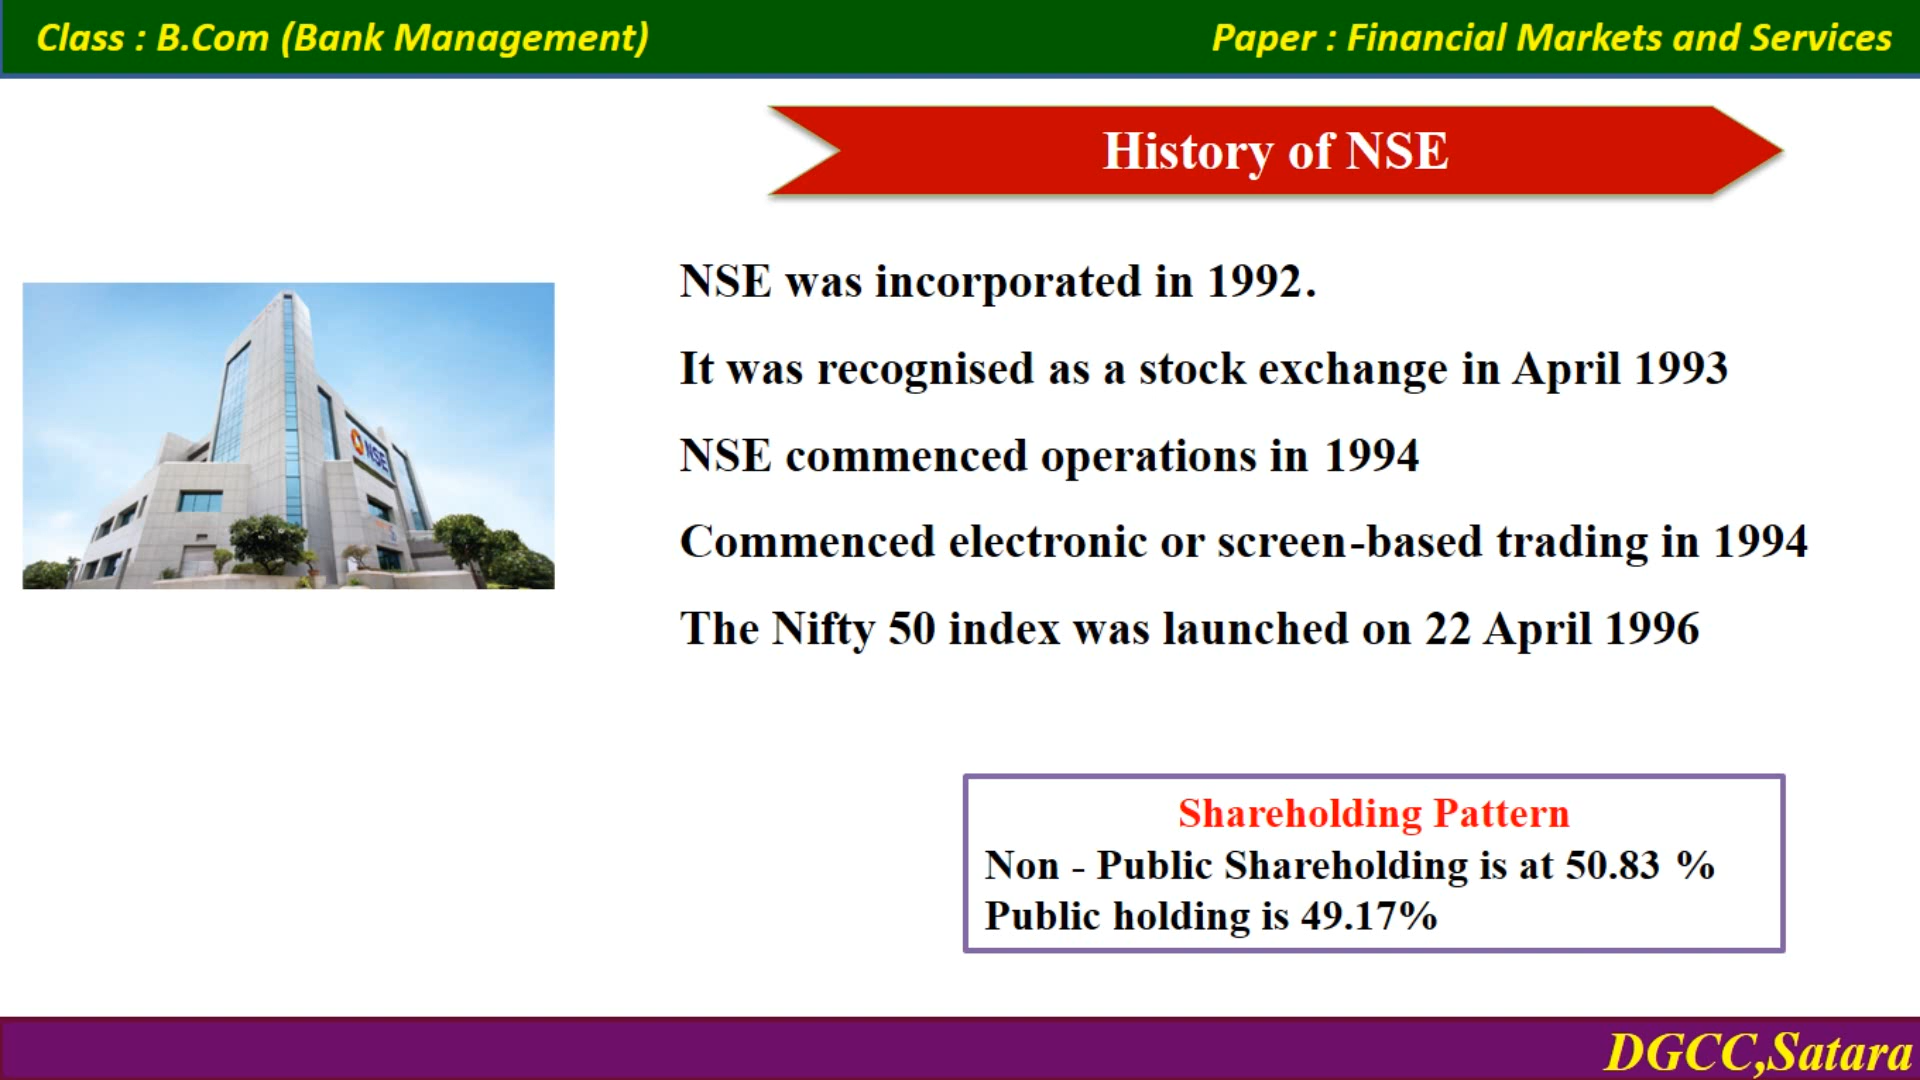 Class : B.Com (Bank Management)
Paper : Financial Markets and Services
History of NSE
NSE was incorporated in 1992.
It was recognised as a stock exchange in April 1993
NSE commenced operations in 1994
Commenced electronic or screen-based trading in 1994
The Nifty 50 index was launched on 22 April 1996
NSE
Shareholding Pattern
Non - Public Shareholding is at 50.83 %
Public holding is 49.17%
DGCC,Satara